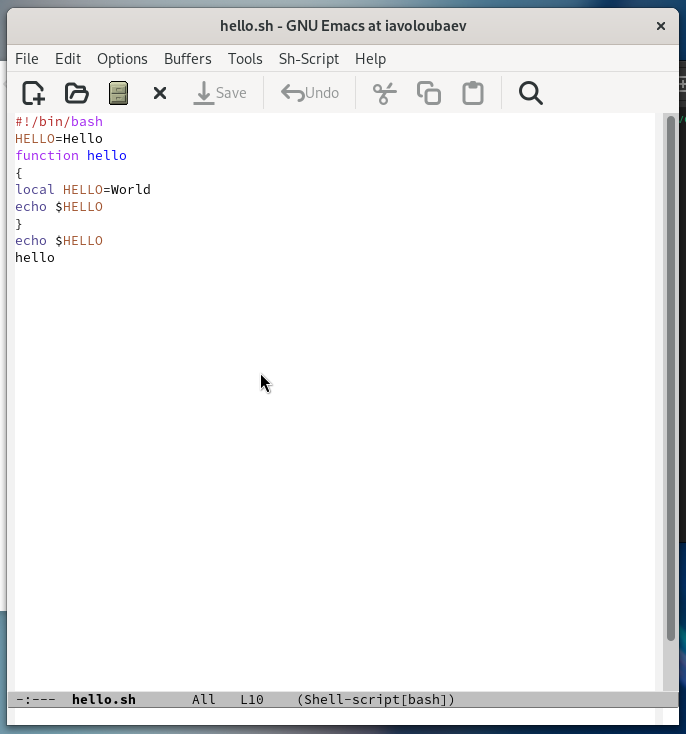 hello.sh - GNU Emacs at iavoloubaev
File Edit Options Buffers Tools Sh-Script Help
Save Undo
#!/bin/bash
HELLO=Hello
function hello
{
local HELLO=World
echo $HELLO
}
echo $HELLO
hello
-:--- hello.sh All L10 (Shell-script[bash])